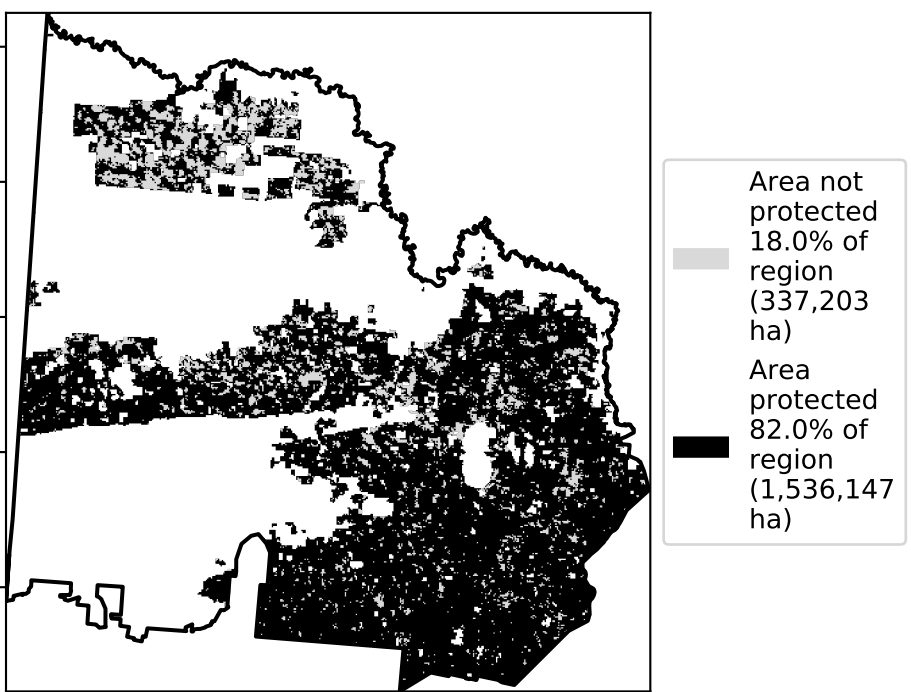 Area not
protected
18.0% of
region
(337,203
ha)
Area
protected
82.0% of
region
(1,536,147
ha)